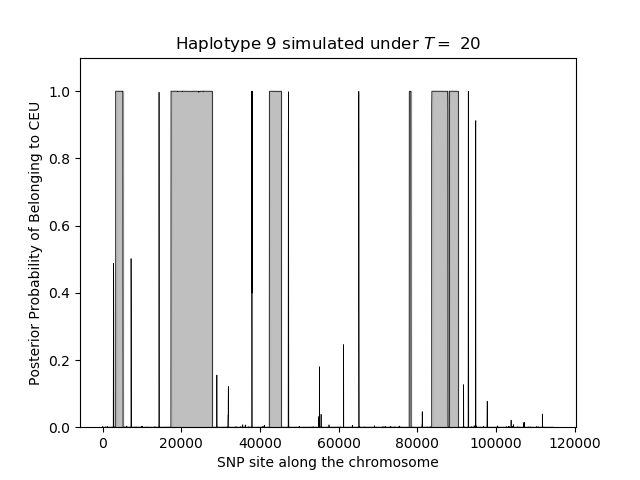 Haplotype 9 simulated under T = 20
Posterior Probability of Belonging to CEU
1.0
0.8
0.6
0.4
0.2
0.0
0 20000 40000 60000 80000 100000 120000
SNP site along the chromosome